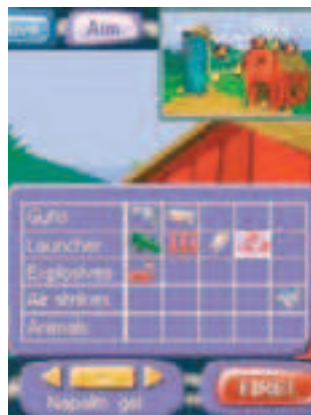 Aim
Guns
Launcher
Explosives
Air strikes
Animals
Napalm gel
FIRE!